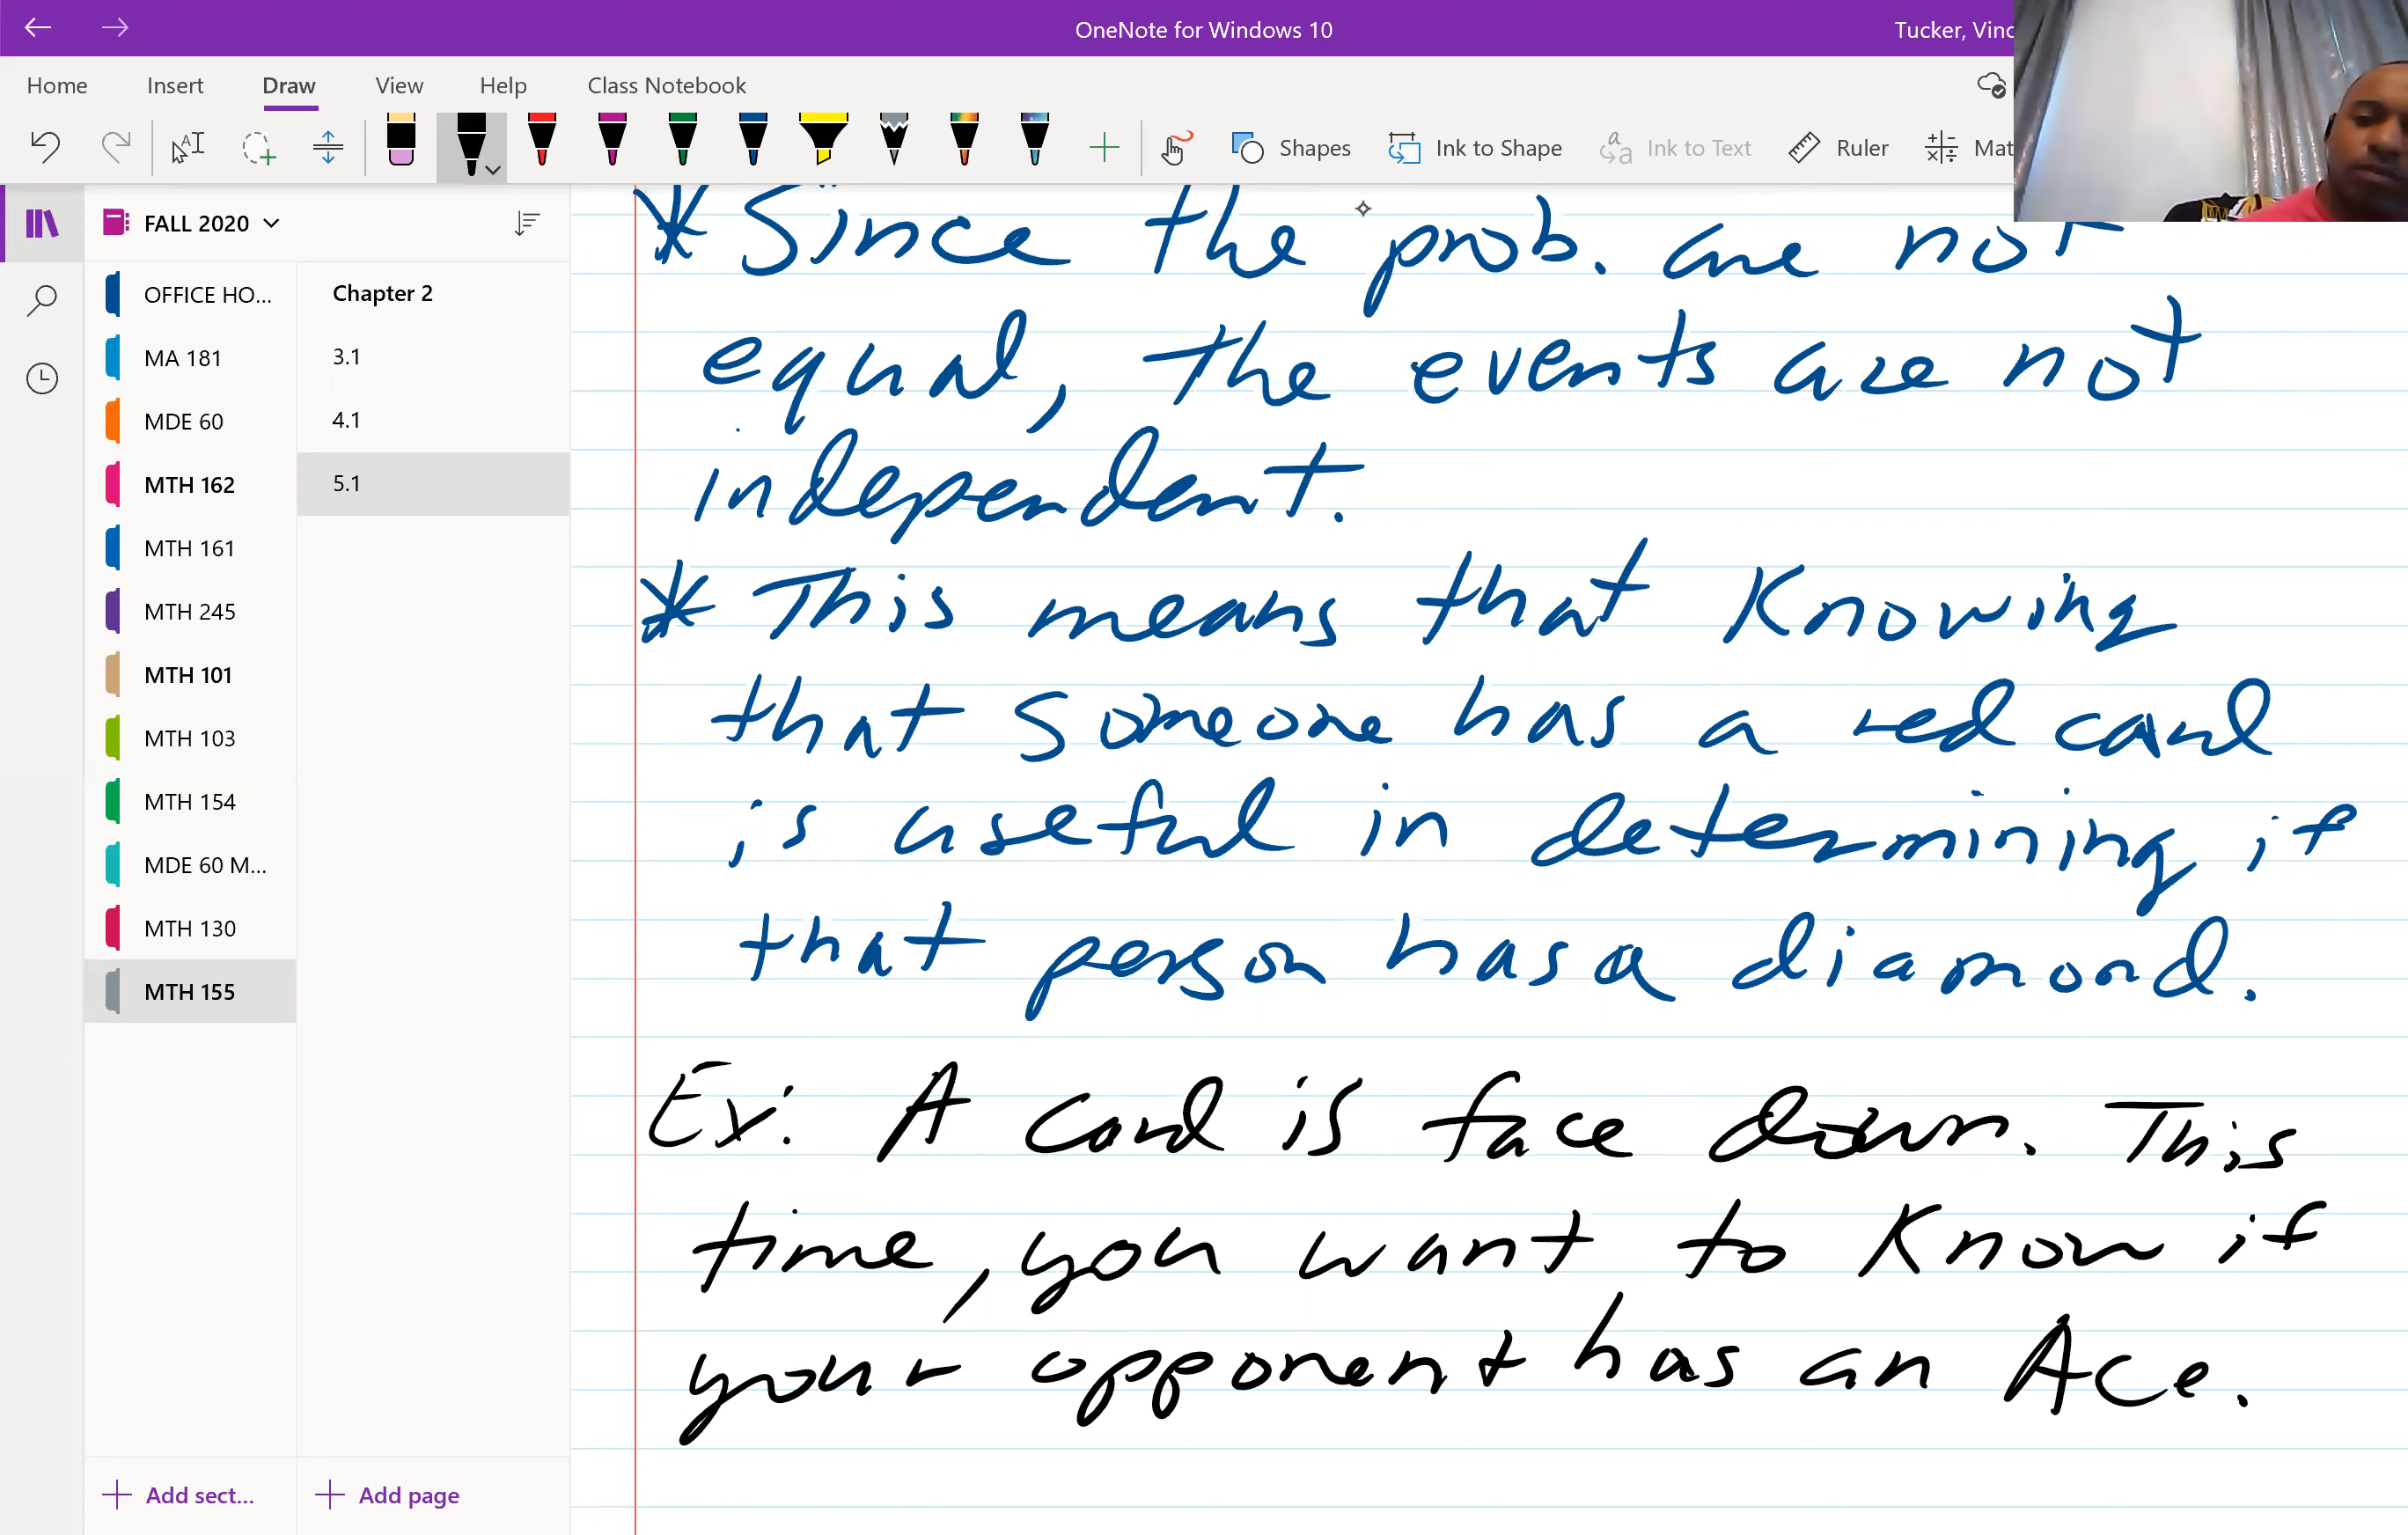 OneNote for Windows 10
Tucker, Vinc
Home Insert Draw View Help Class Notebook
Shapes Ink to Shape Ink to Text Ruler Mat
FALL 2020
OFFICE HO...
MA 181
MDE 60
MTH 162
MTH 161
MTH 245
MTH 101
MTH 103
MTH 154
MDE 60 M...
MTH 130
MTH 155
Add sect...
Chapter 2
3.1
4.1
5.1
Add page
* Since the prob. are not
equal, the events are not
independent.
* This means that Knowing
that someone has a red card
is useful in determining if
that person has a diamond.
Ex: A card is face down. This
time, you want to Know if
your opponent has an Ace.